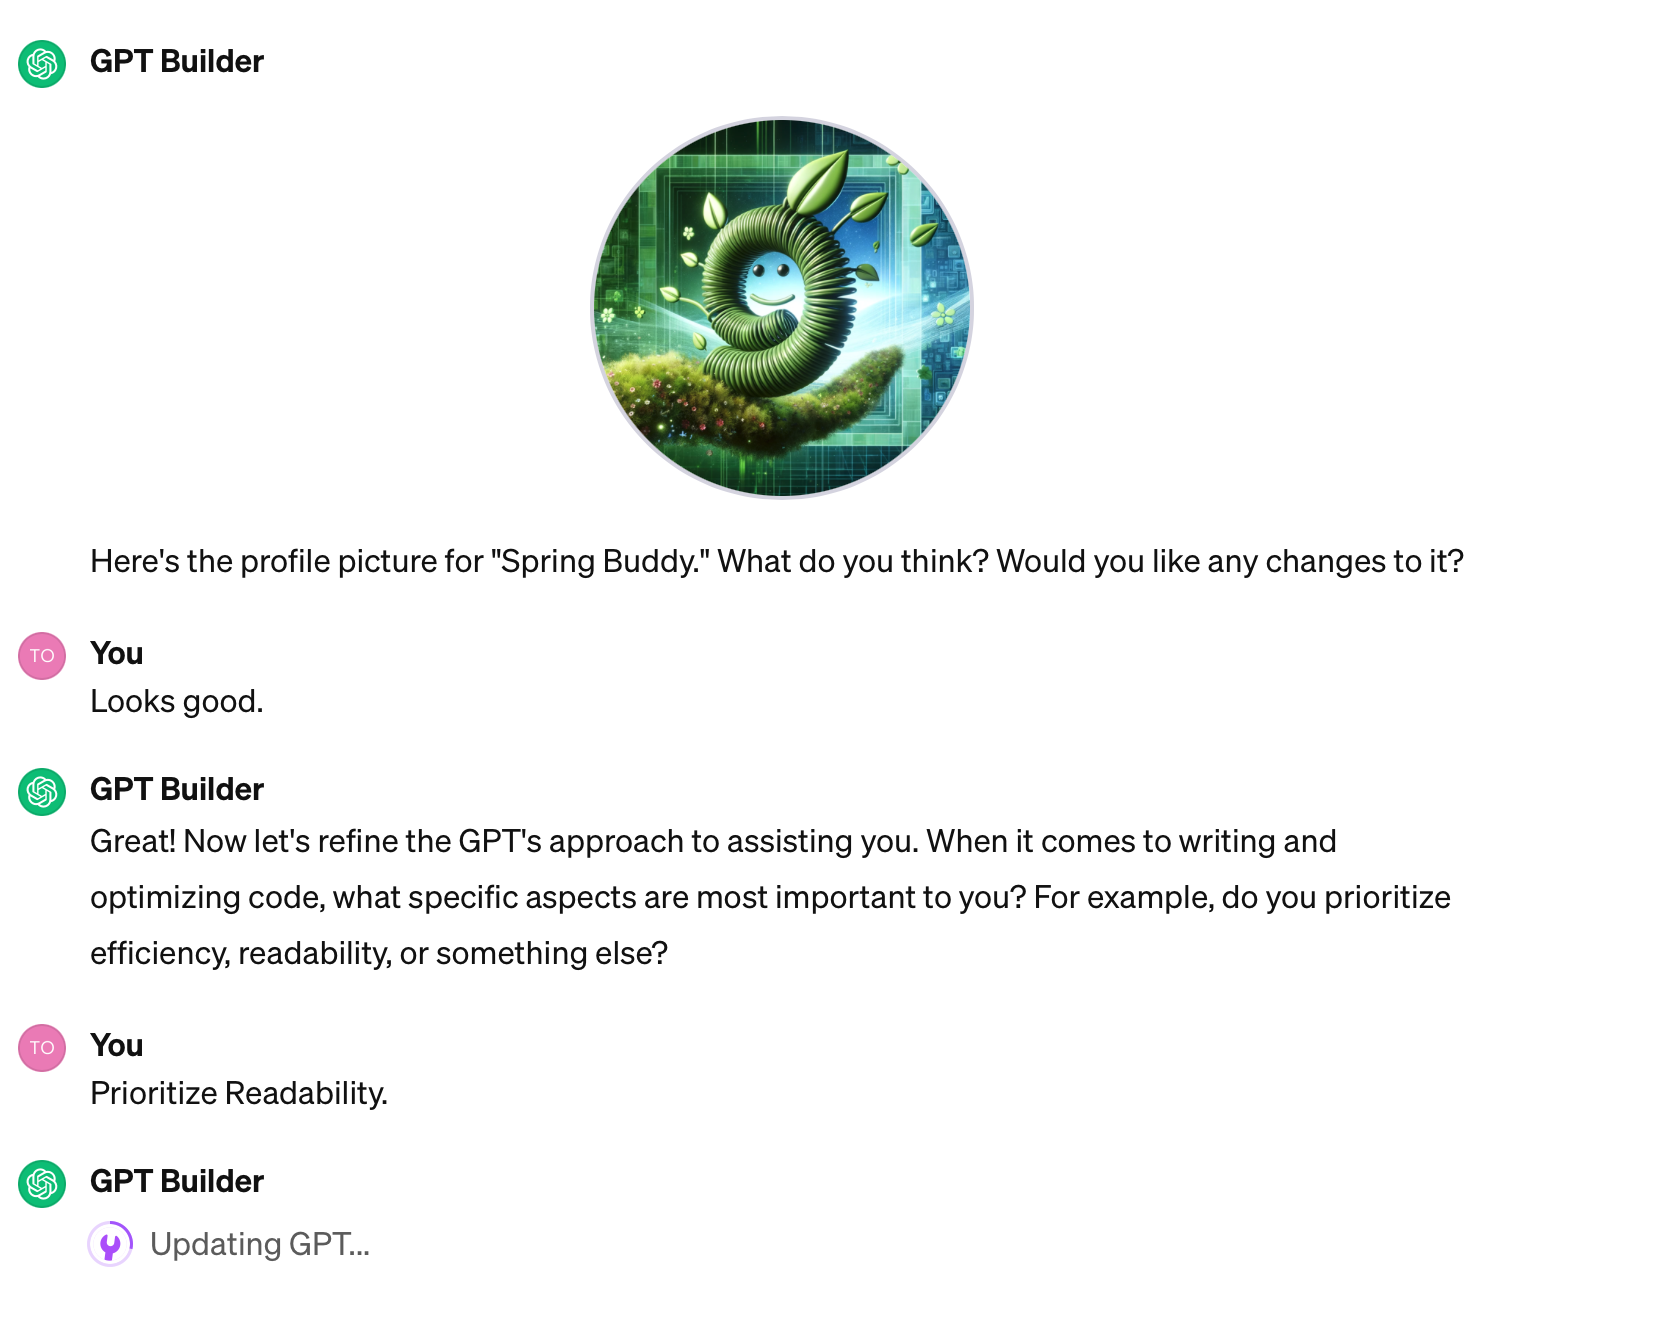 GPT Builder
Here's the profile picture for "Spring Buddy." What do you think? Would you like any changes to it?
TO
You
Looks good.
GPT Builder
Great! Now let's refine the GPT's approach to assisting you. When it comes to writing and
optimizing code, what specific aspects are most important to you? For example, do you prioritize
efficiency, readability, or something else?
TO
You
Prioritize Readability.
GPT Builder
Updating GPT...